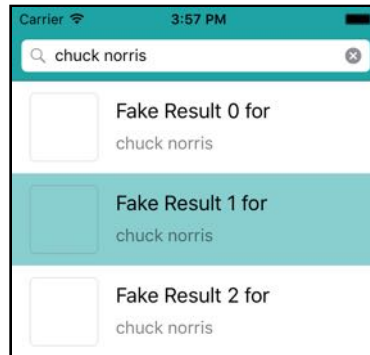 Carrier 3:57 PM
chuck norris
Fake Result 0 for
chuck norris
Fake Result 1 for
chuck norris
Fake Result 2 for
chuck norris